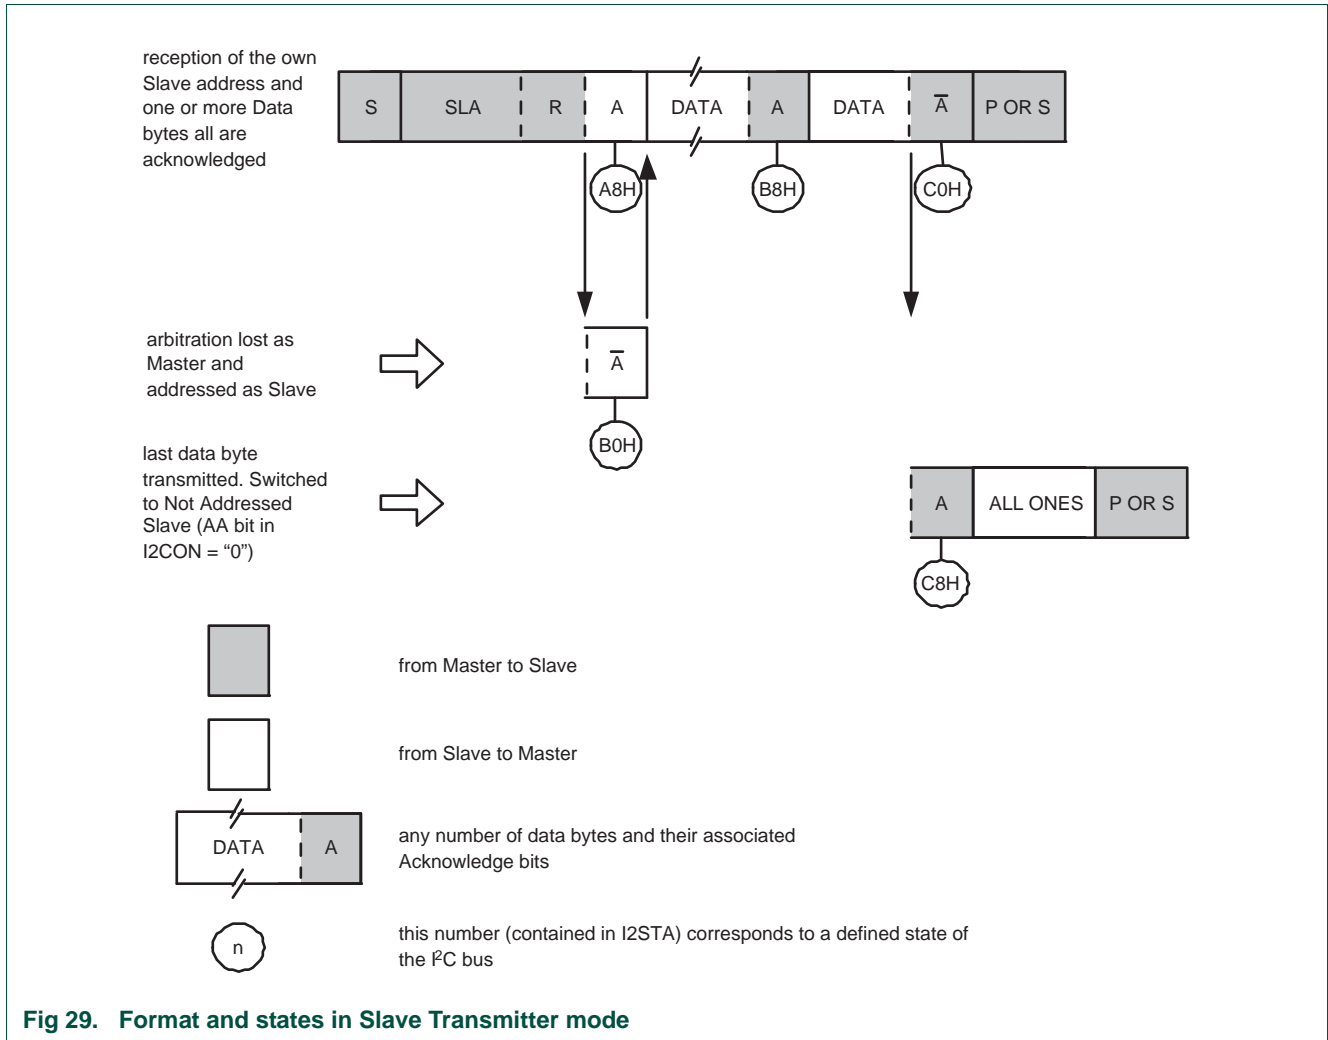 reception of the own
Slave address and
one or more Data
bytes all are
acknowledged
S SLA R A DATA A DATA A̅ P OR S
A8H B8H C0H
arbitration lost as
Master and
addressed as Slave
A̅
B0H
last data byte
transmitted. Switched
to Not Addressed
Slave (AA bit in
I2CON = “0”)
A ALL ONES P OR S
C8H
from Master to Slave
from Slave to Master
DATA A
any number of data bytes and their associated
Acknowledge bits
n
this number (contained in I2STA) corresponds to a defined state of
the I²C bus
Fig 29. Format and states in Slave Transmitter mode